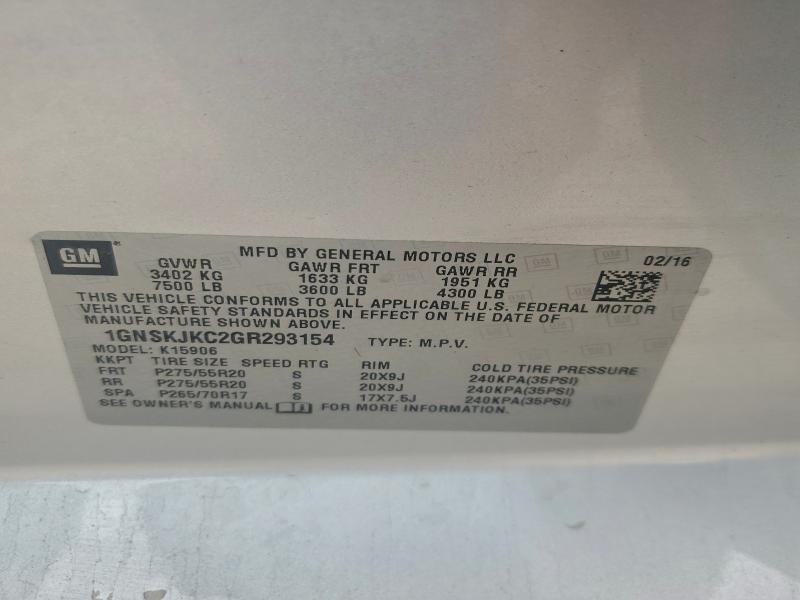 GM
MFD BY GENERAL MOTORS LLC 02/16
GVWR GAWR FRT GAWR RR
3402 KG 1633 KG 1951 KG
7500 LB 3600 LB 4300 LB
THIS VEHICLE CONFORMS TO ALL APPLICABLE U.S. FEDERAL MOTOR
VEHICLE SAFETY STANDARDS IN EFFECT ON THE DATE OF
MANUFACTURE SHOWN ABOVE.
1GNSKJKC2GR293154 TYPE: M.P.V.
MODEL: K15906
KKPT TIRE SIZE SPEED RTG RIM COLD TIRE PRESSURE
FRT P275/55R20 S 20X9J 240KPA(35PSI)
RR P275/55R20 S 20X9J 240KPA(35PSI)
SPA P265/70R17 S 17X7.5J 240KPA(35PSI)
SEE OWNER'S MANUAL FOR MORE INFORMATION.